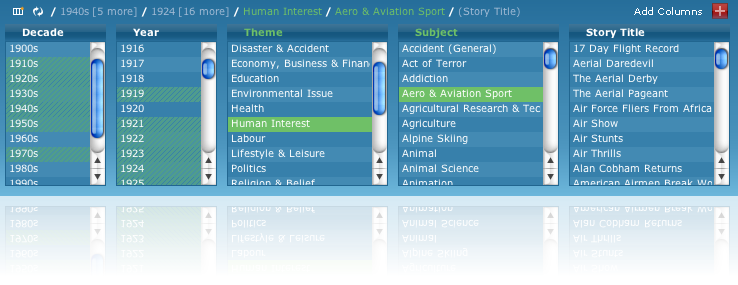 / 1940s [5 more] / 1924 [16 more] / Human Interest / Aero & Aviation Sport / (Story Title) Add Columns
Decade Year Theme Subject Story Title
1900s 1916 Disaster & Accident Accident (General) 17 Day Flight Record
1910s 1917 Economy, Business & Finan Act of Terror Aerial Daredevil
1920s 1918 Education Addiction The Aerial Derby
1930s 1919 Environmental Issue Aero & Aviation Sport The Aerial Pageant
1940s 1920 Health Agricultural Research & Tec Air Force Fliers From Africa
1950s 1921 Human Interest Agriculture Air Show
1960s 1922 Labour Alpine Skiing Air Stunts
1970s 1923 Lifestyle & Leisure Animal Air Thrills
1980s 1924 Politics Animal Science Alan Cobham Returns
1990s 1925 Religion & Belief Animation American Airmen Break Wo